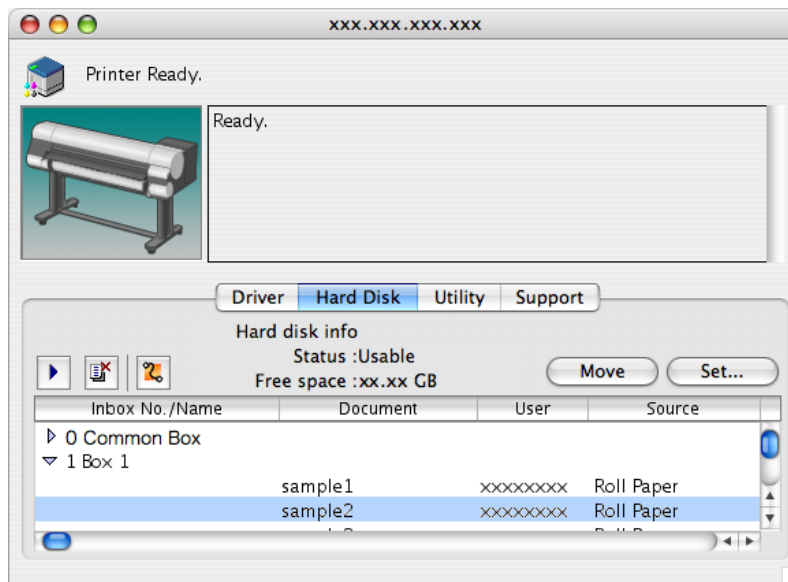 xxx.xxx.xxx.xxx
Printer Ready.
Ready.
Driver Hard Disk Utility Support
Hard disk info
Status :Usable
Free space :xx.xx GB
Move Set...
Inbox No./Name Document User Source
0 Common Box
1 Box 1
sample1 xxxxxxxx Roll Paper
sample2 xxxxxxxx Roll Paper